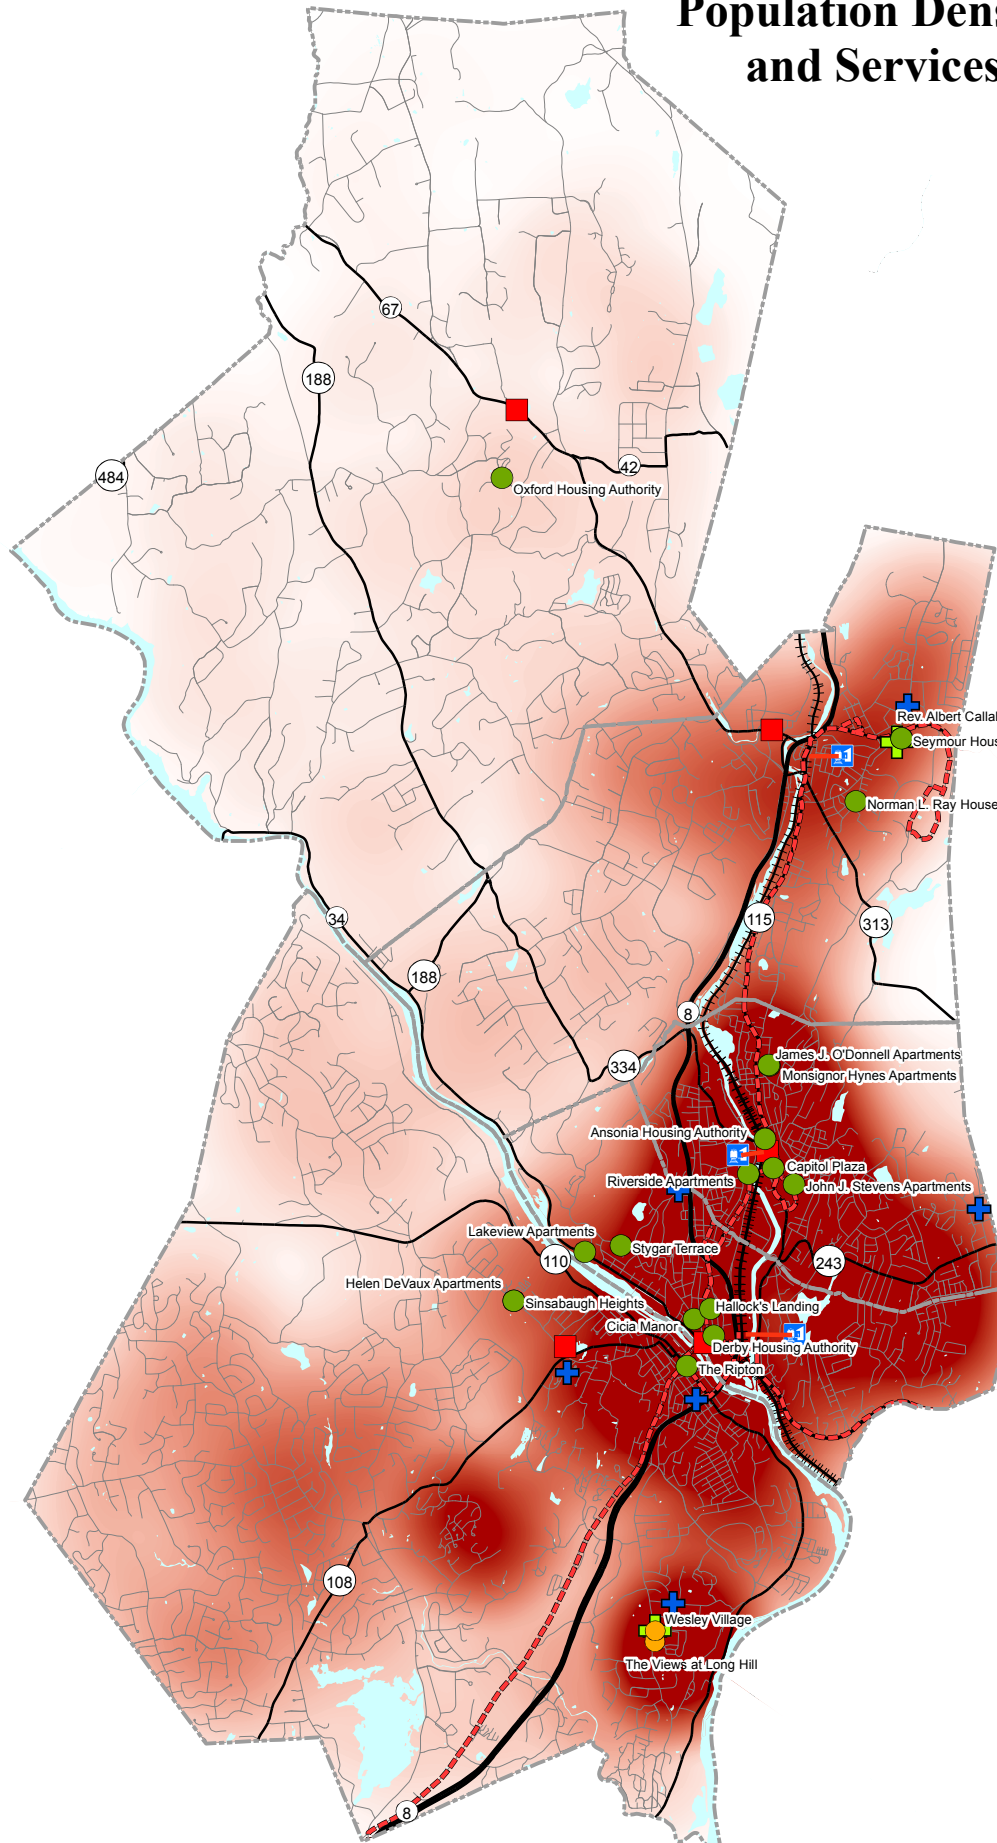 Population Dens
and Services
67
188
484
42
Oxford Housing Authority
Rev. Albert Callal
Seymour Hous
Norman L. Ray House
34
115
313
188
8
334
James J. O'Donnell Apartments
Monsignor Hynes Apartments
Ansonia Housing Authority
Capitol Plaza
Riverside Apartments
John J. Stevens Apartments
Lakeview Apartments
Stygar Terrace
110
243
Helen DeVaux Apartments
Sinsabaugh Heights
Hallock's Landing
Cicia Manor
Derby Housing Authority
The Ripton
108
Wesley Village
The Views at Long Hill
8